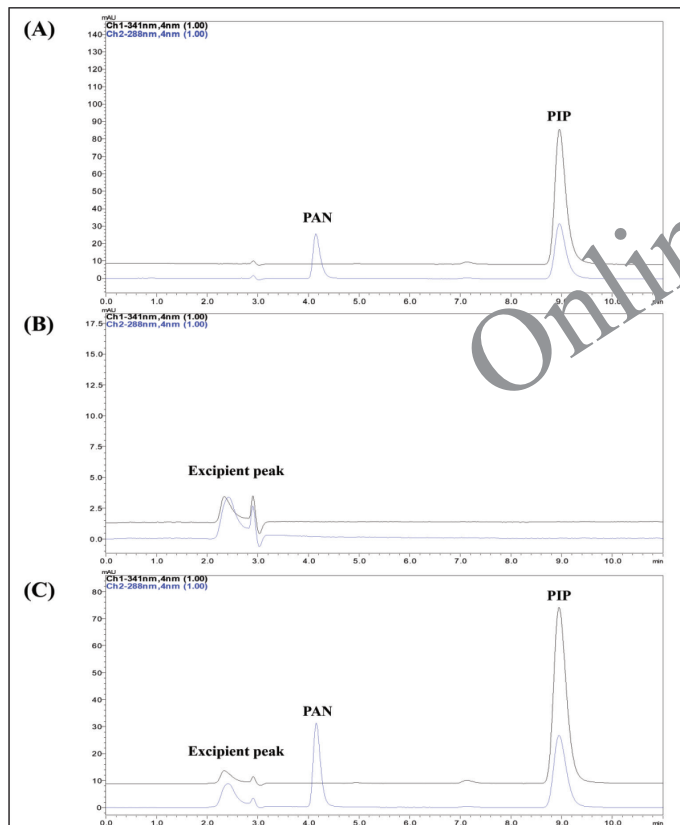 (A)
mAU
Ch1-341nm,4nm (1.00)
Ch2-288nm,4nm (1.00)
140
130
120
110
100
90
80
70
60
50
40
30
20
10
0
PAN
PIP
0.0 1.0 2.0 3.0 4.0 5.0 6.0 7.0 8.0 9.0 10.0 min
Onlin
(B)
mAU
Ch1-341nm,4nm (1.00)
Ch2-288nm,4nm (1.00)
17.5
15.0
12.5
10.0
7.5
5.0
2.5
0.0
Excipient peak
0.0 1.0 2.0 3.0 4.0 5.0 6.0 7.0 8.0 9.0 10.0 min
(C)
mAU
Ch1-341nm,4nm (1.00)
Ch2-288nm,4nm (1.00)
80
70
60
50
40
30
20
10
0
Excipient peak
PAN
PIP
0.0 1.0 2.0 3.0 4.0 5.0 6.0 7.0 8.0 9.0 10.0 min